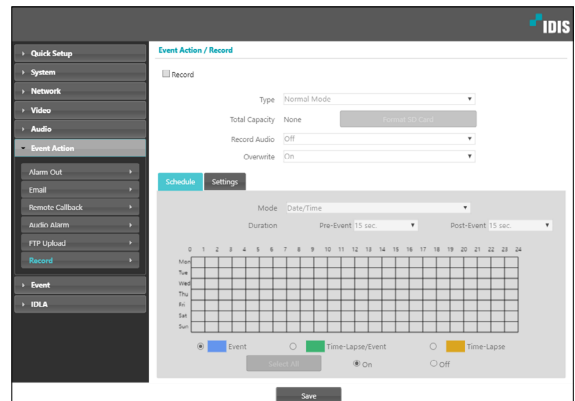 IDIS
Quick Setup
System
Network
Video
Audio
Event Action
Alarm Out
Email
Remote Callback
Audio Alarm
FTP Upload
Record
Event
IDLA
Event Action / Record
Record
Type Normal Mode
Total Capacity None Format SD Card
Record Audio Off
Overwrite On
Schedule Settings
Mode Date/Time
Duration Pre-Event 15 sec. Post-Event 15 sec.
0 1 2 3 4 5 6 7 8 9 10 11 12 13 14 15 16 17 18 19 20 21 22 23 24
Mon
Tue
Wed
Thu
Fri
Sat
Sun
Event Time-Lapse/Event Time-Lapse
Select All On Off
Save